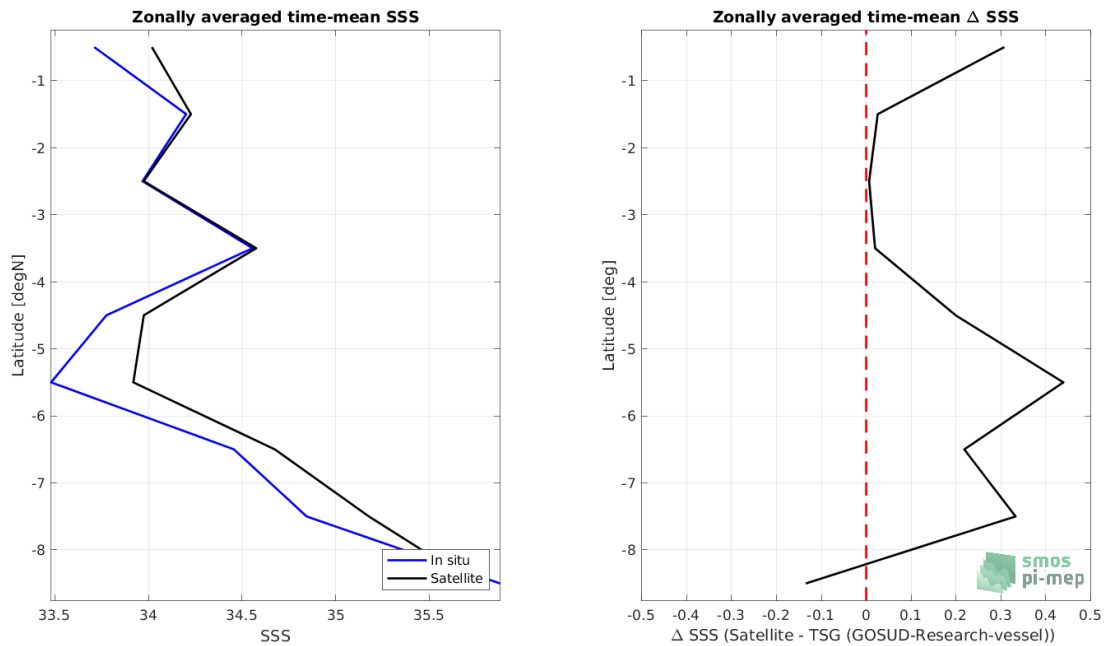 Zonally averaged time-mean SSS
-1
-2
-3
-4
-5
-6
-7
-8
Latitude [degN]
33.5 34 34.5 35 35.5
SSS
In situ
Satellite
Zonally averaged time-mean Δ SSS
-1
-2
-3
-4
-5
-6
-7
-8
Latitude [deg]
-0.5 -0.4 -0.3 -0.2 -0.1 0 0.1 0.2 0.3 0.4 0.5
Δ SSS (Satellite - TSG (GOSUD-Research-vessel))
smos
pi-mep